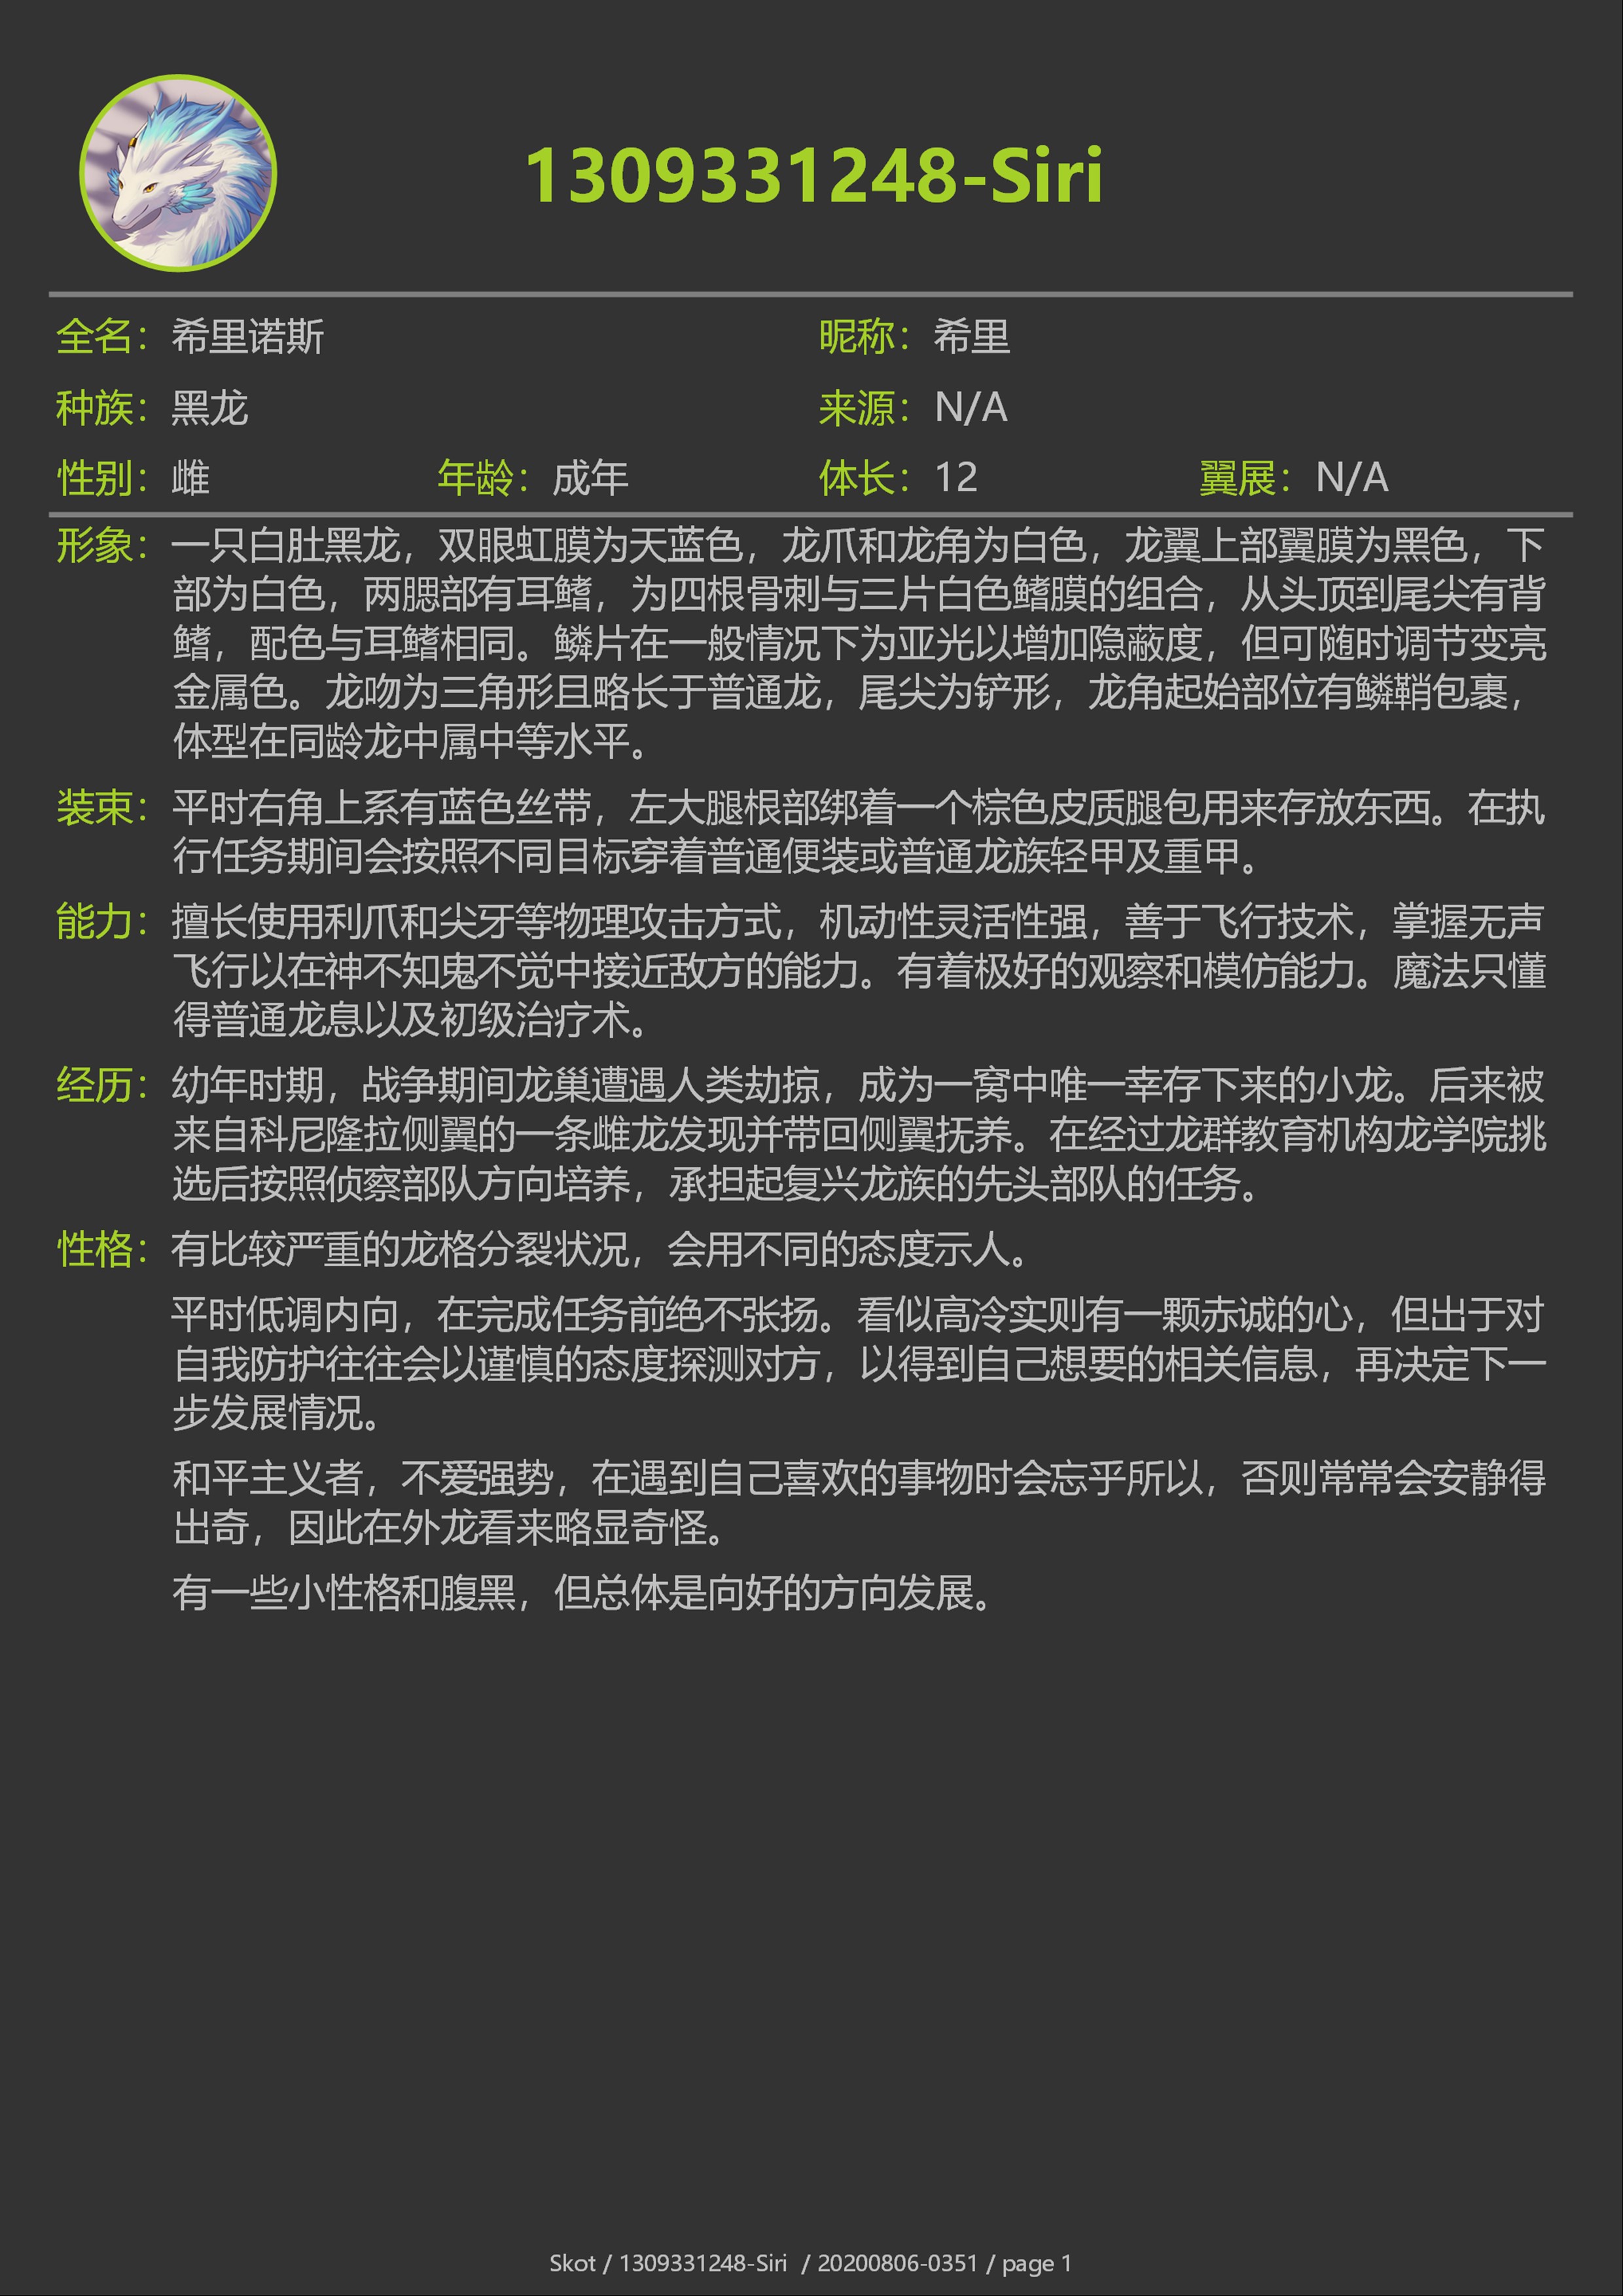 1309331248-Siri
全名：希里诺斯 昵称：希里
种族：黑龙 来源：N/A
性别：雌 年龄：成年 体长：12 翼展：N/A
形象：一只白肚黑龙，双眼虹膜为天蓝色，龙爪和龙角为白色，龙翼上部翼膜为黑色，下
部为白色，两腮部有耳鳍，为四根骨刺与三片白色鳍膜的组合，从头顶到尾尖有背
鳍，配色与耳鳍相同。鳞片在一般情况下为亚光以增加隐蔽度，但可随时调节变亮
金属色。龙吻为三角形且略长于普通龙，尾尖为铲形，龙角起始部位有鳞鞘包裹，
体型在同龄龙中属中等水平。
装束：平时右角上系有蓝色丝带，左大腿根部绑着一个棕色皮质腿包用来存放东西。在执
行任务期间会按照不同目标穿着普通便装或普通龙族轻甲及重甲。
能力：擅长使用利爪和尖牙等物理攻击方式，机动性灵活性强，善于飞行技术，掌握无声
飞行以在神不知鬼不觉中接近敌方的能力。有着极好的观察和模仿能力。魔法只懂
得普通龙息以及初级治疗术。
经历：幼年时期，战争期间龙巢遭遇人类劫掠，成为一窝中唯一幸存下来的小龙。后来被
来自科尼隆拉侧翼的一条雌龙发现并带回侧翼抚养。在经过龙群教育机构龙学院挑
选后按照侦察部队方向培养，承担起复兴龙族的先头部队的任务。
性格：有比较严重的龙格分裂状况，会用不同的态度示人。
平时低调内向，在完成任务前绝不张扬。看似高冷实则有一颗赤诚的心，但出于对
自我防护往往会以谨慎的态度探测对方，以得到自己想要的相关信息，再决定下一
步发展情况。
和平主义者，不爱强势，在遇到自己喜欢的事物时会忘乎所以，否则常常会安静得
出奇，因此在外龙看来略显奇怪。
有一些小性格和腹黑，但总体是向好的方向发展。
Skot / 1309331248-Siri / 20200806-0351 / page 1